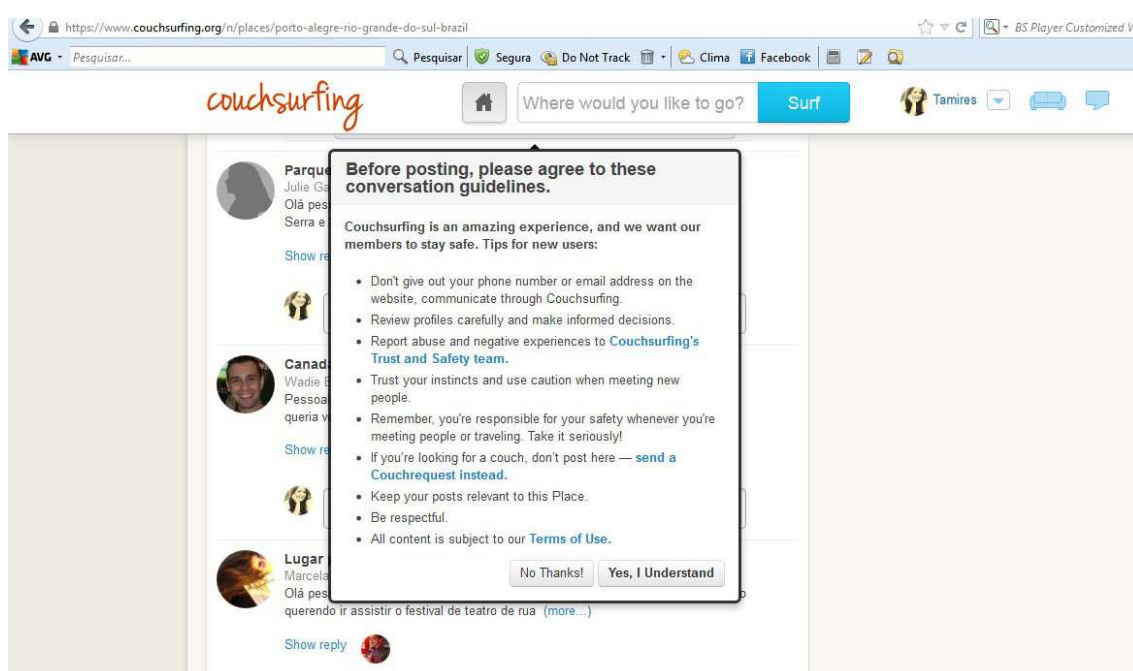 https://www.couchsurfing.org/n/places/porto-alegre-rio-grande-do-sul-brazil
BS Player Customized
AVG Pesquisar... Pesquisar Segura Do Not Track Clima Facebook
couchsurfing Where would you like to go? Surf Tamires
Before posting, please agree to these
conversation guidelines.
Couchsurfing is an amazing experience, and we want our
members to stay safe. Tips for new users:
• Don't give out your phone number or email address on the
website, communicate through Couchsurfing.
• Review profiles carefully and make informed decisions.
• Report abuse and negative experiences to Couchsurfing's
Trust and Safety team.
• Trust your instincts and use caution when meeting new
people.
• Remember, you're responsible for your safety whenever you're
meeting people or traveling. Take it seriously!
• If you're looking for a couch, don't post here — send a
Couchrequest instead.
• Keep your posts relevant to this Place.
• Be respectful.
• All content is subject to our Terms of Use.
No Thanks! Yes, I Understand
Parque
Julie
Olà
Serra e
Show
Wadie
queria
Show
Lugar
Marcela
Olá
querendo ir assistir o festival de teatro de rua (more...)
Show reply